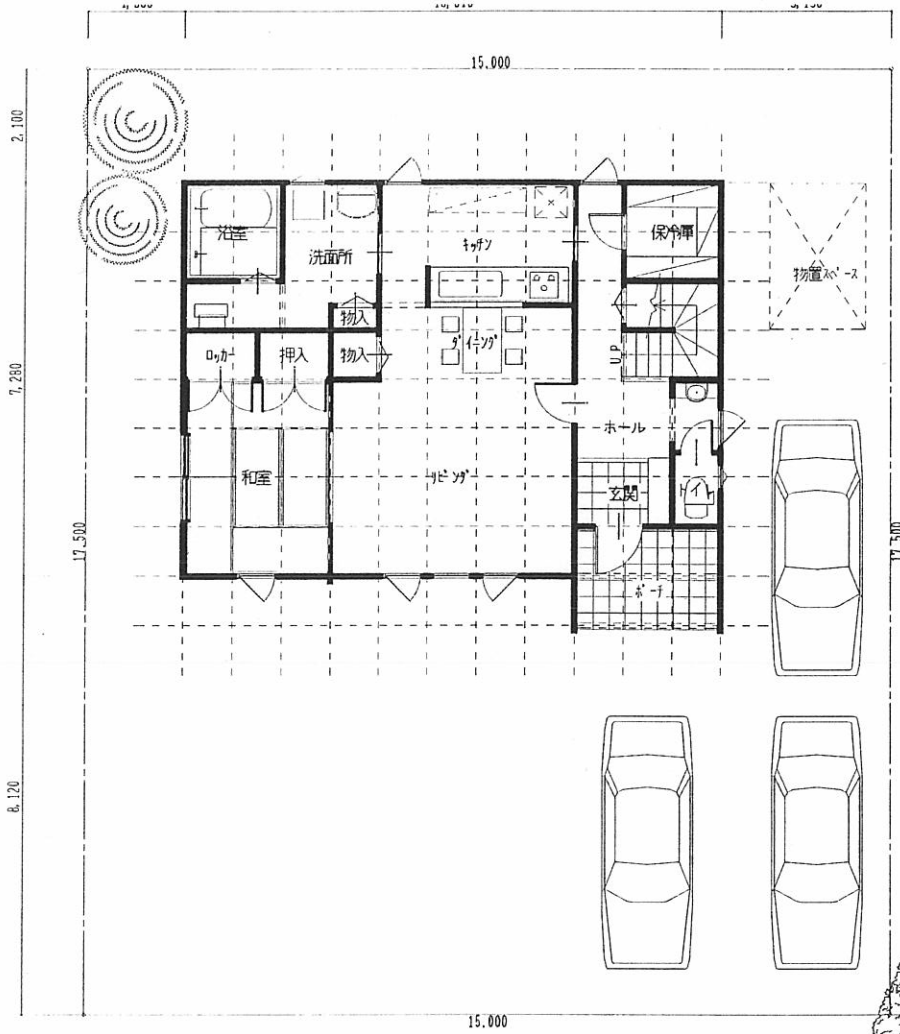 15.000
2,100
浴室
洗面所
キッチン
保冷庫
物置スペース
物入
ロッカー
押入
物入
ダイニング
UP
7,280
ホール
和室
リビング
玄関
トイレ
17,500
17,500
ポーチ
8,120
15.000